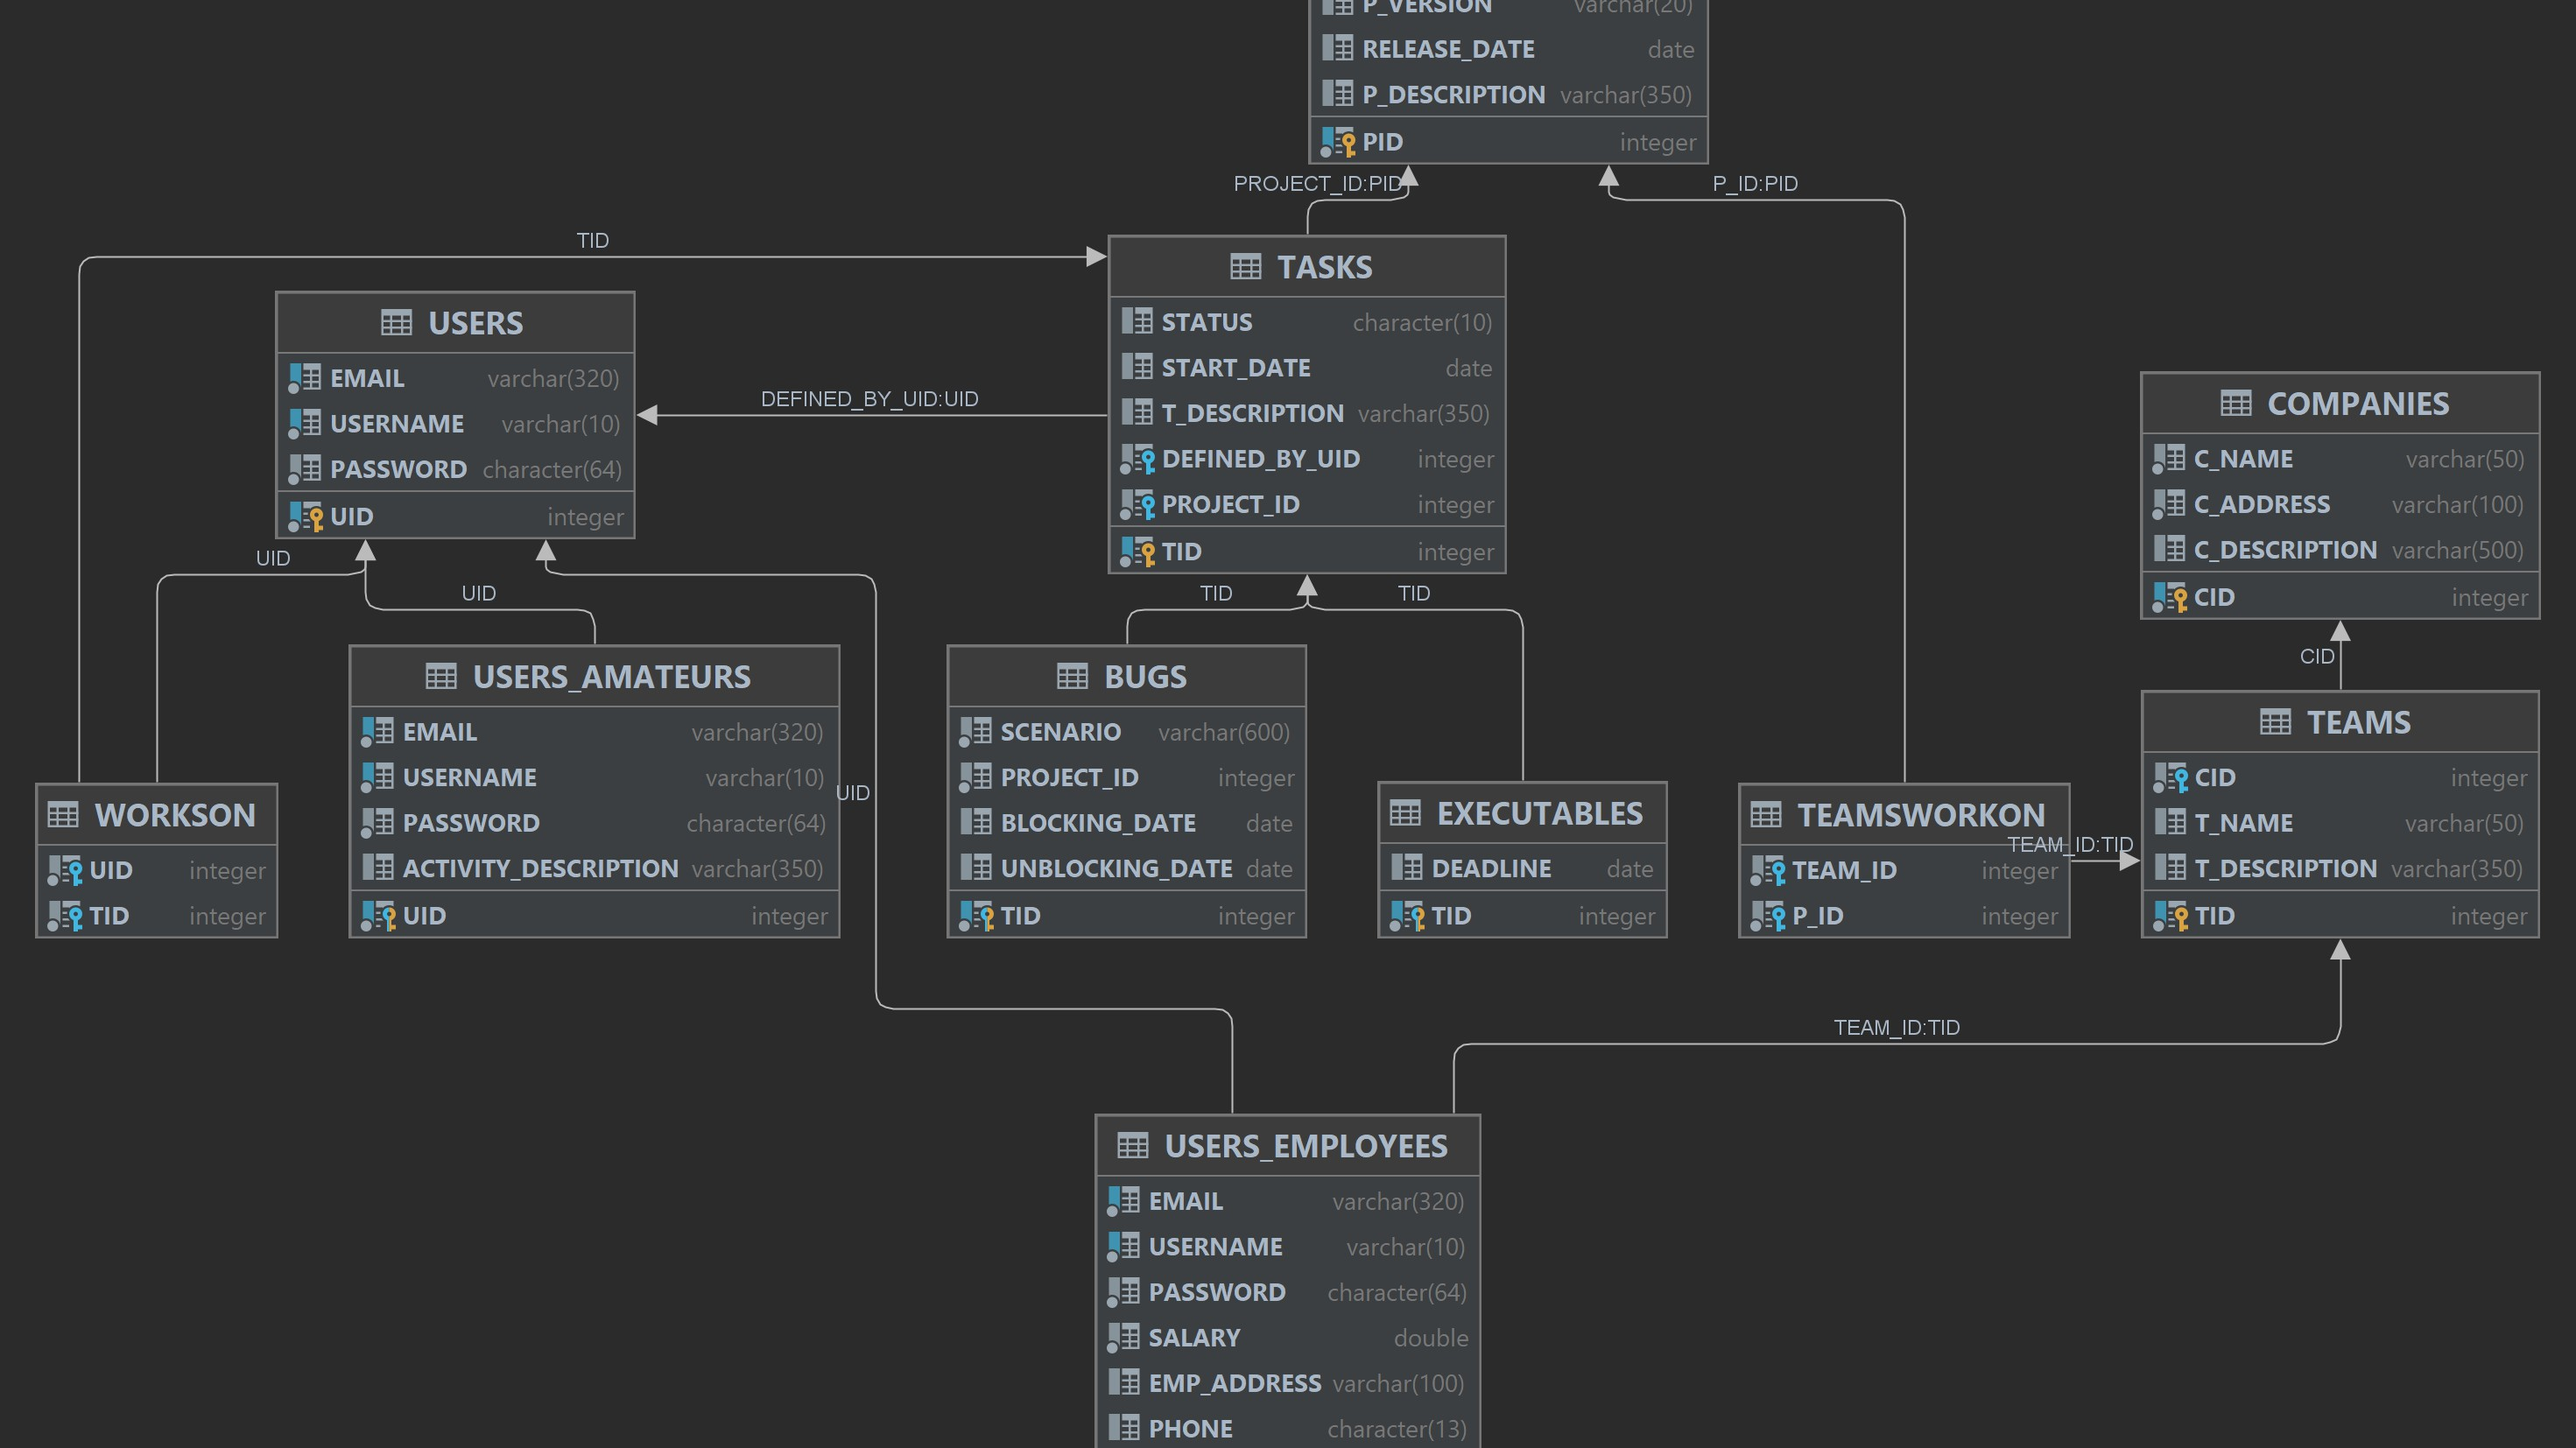 P_VERSION varchar(20)
RELEASE_DATE date
P_DESCRIPTION varchar(350)
PID integer
PROJECT_ID:PID
P_ID:PID
TID
TASKS
STATUS character(10)
START_DATE date
T_DESCRIPTION varchar(350)
DEFINED_BY_UID integer
PROJECT_ID integer
TID integer
USERS
EMAIL varchar(320)
USERNAME varchar(10)
PASSWORD character(64)
UID integer
DEFINED_BY_UID:UID
COMPANIES
C_NAME varchar(50)
C_ADDRESS varchar(100)
C_DESCRIPTION varchar(500)
CID integer
UID
UID
TID
TID
CID
USERS_AMATEURS
EMAIL varchar(320)
USERNAME varchar(10)
PASSWORD character(64)
ACTIVITY_DESCRIPTION varchar(350)
UID integer
UID
BUGS
SCENARIO varchar(600)
PROJECT_ID integer
BLOCKING_DATE date
UNBLOCKING_DATE date
TID integer
TEAMS
CID integer
T_NAME varchar(50)
T_DESCRIPTION varchar(350)
TID integer
WORKSON
UID integer
TID integer
EXECUTABLES
DEADLINE date
TID integer
TEAMSWORKON
TEAM_ID integer
P_ID integer
TEAM_ID:TID
TEAM_ID:TID
USERS_EMPLOYEES
EMAIL varchar(320)
USERNAME varchar(10)
PASSWORD character(64)
SALARY double
EMP_ADDRESS varchar(100)
PHONE character(13)